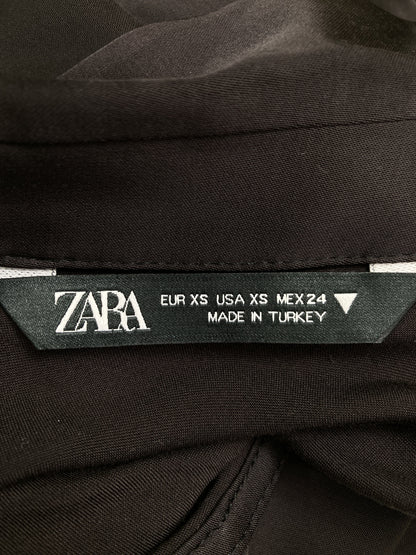 ZARA
EUR XS USA XS MEX 24
MADE IN TURKEY